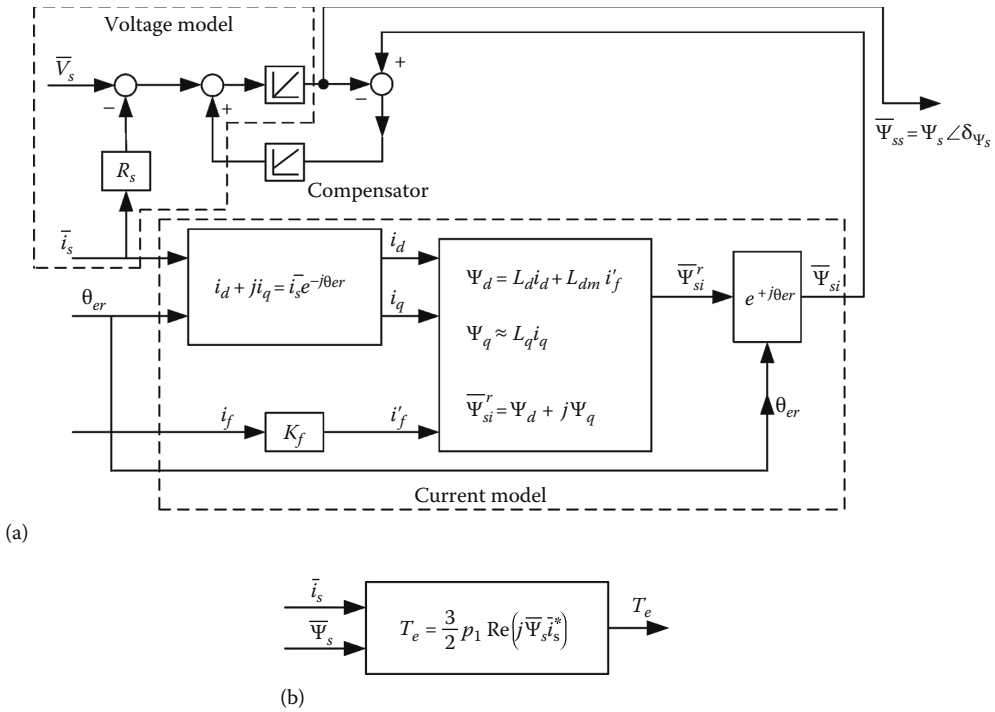 Voltage model
V̄s
−
+
+
−
Rs
Compensator
Ψ̄ss = Ψs ∠δΨs
īs
θer
id + jiq = īs e^−jθer
id
iq
Ψd = Ld id + Ldm i′f
Ψq ≈ Lq iq
Ψ̄si^r = Ψd + jΨq
Ψ̄si^r
e^+jθer
Ψ̄si
θer
if
Kf
i′f
Current model
(a)
īs
Ψ̄s
Te = 3/2 p1 Re(jΨ̄s īs*)
Te
(b)